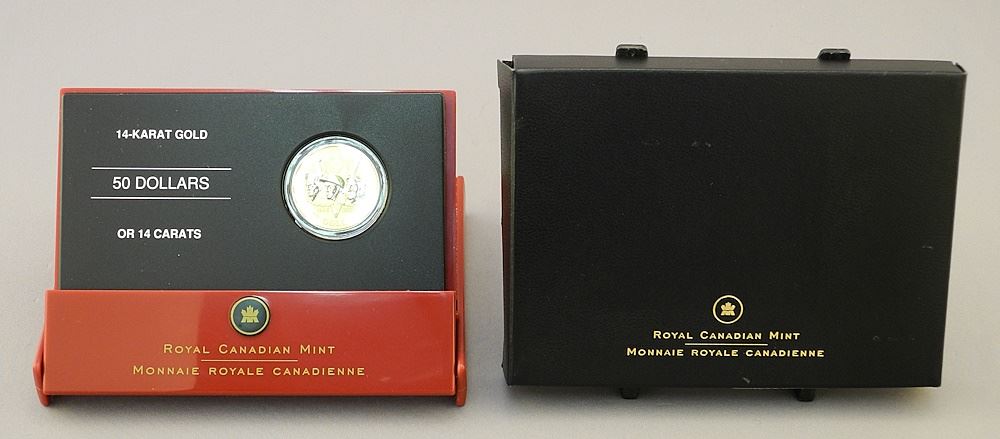 14-KARAT GOLD
50 DOLLARS
OR 14 CARATS
ROYAL CANADIAN MINT
MONNAIE ROYALE CANADIENNE
ROYAL CANADIAN MINT
MONNAIE ROYALE CANADIENNE